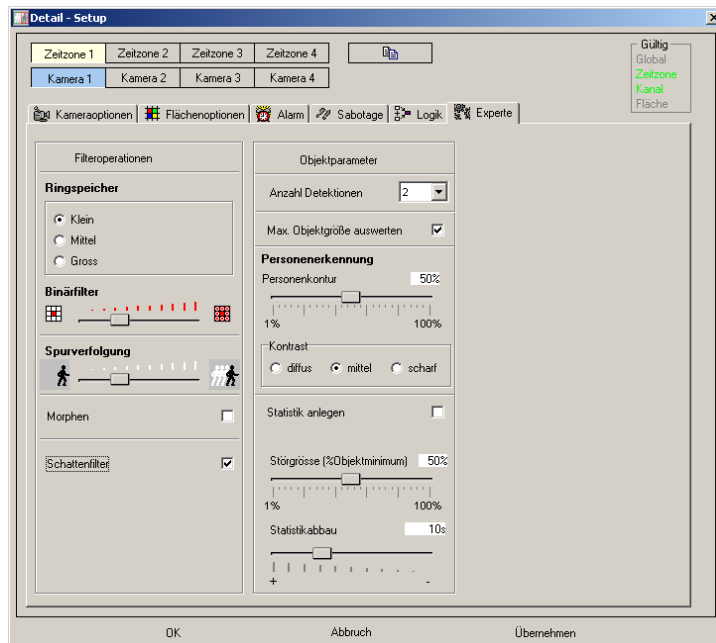 Detail - Setup
Zeitzone 1 Zeitzone 2 Zeitzone 3 Zeitzone 4
Kamera 1 Kamera 2 Kamera 3 Kamera 4
Gültig
Global
Zeitzone
Kanal
Fläche
Kameraoptionen Flächenoptionen Alarm Sabotage Logik Experte
Filteroperationen
Ringspeicher
Klein
Mittel
Gross
Binärfilter
Spurverfolgung
Morphen
Schattenfilter
Objektparameter
Anzahl Detektionen 2
Max. Objektgröße auswerten
Personenerkennung
Personenkontur 50%
1% 100%
Kontrast
diffus mittel scharf
Statistik anlegen
Störgrösse (%Objektminimum) 50%
1% 100%
Statistikabbau 10s
+ -
OK Abbruch Übernehmen